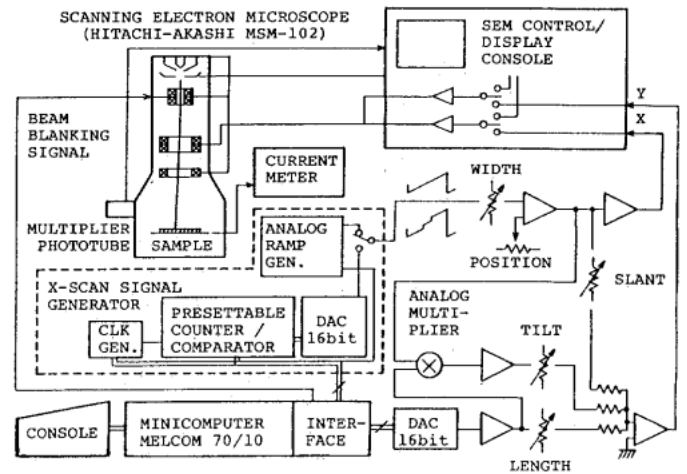 SCANNING ELECTRON MICROSCOPE
(HITACHI-AKASHI MSM-102)
SEM CONTROL/
DISPLAY
CONSOLE
Y
X
BEAM
BLANKING
SIGNAL
CURRENT
METER
WIDTH
MULTIPLIER
PHOTOTUBE
SAMPLE
ANALOG
RAMP
GEN.
POSITION
SLANT
X-SCAN SIGNAL
GENERATOR
PRESETTABLE
COUNTER /
COMPARATOR
CLK
GEN.
DAC
16bit
ANALOG
MULTI-
PLIER
TILT
CONSOLE
MINICOMPUTER
MELCOM 70/10
INTER-
FACE
DAC
16bit
LENGTH